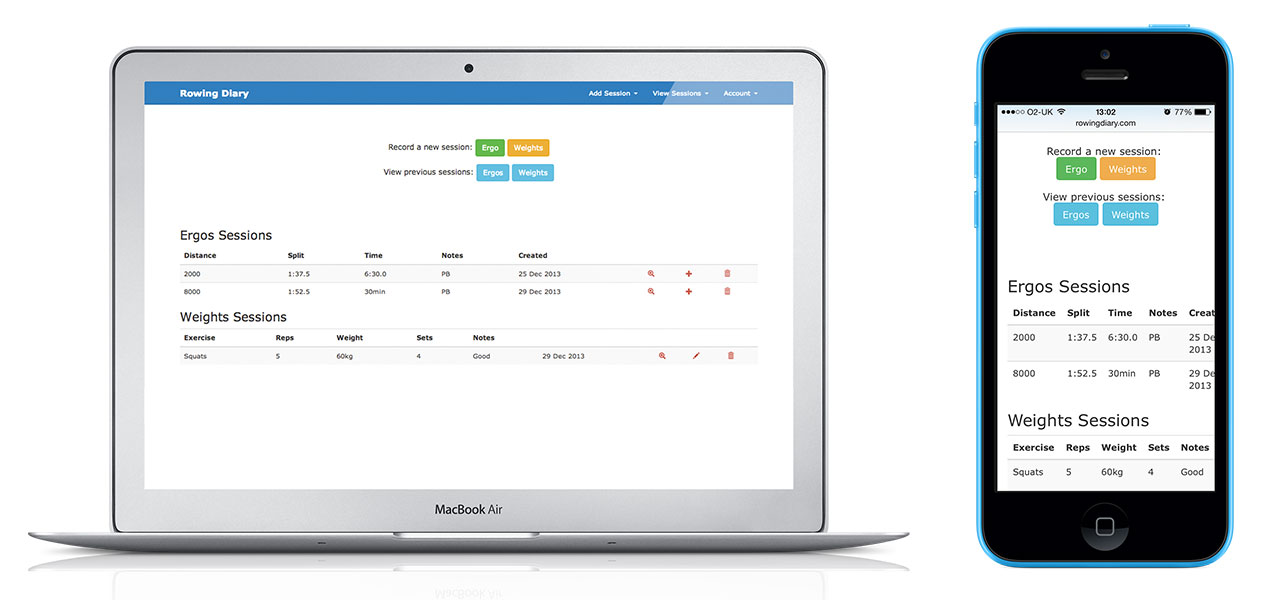 Rowing Diary Add Session View Sessions Account
Record a new session: Ergo Weights
View previous sessions: Ergos Weights
Ergos Sessions
Distance Split Time Notes Created
2000 1:37.5 6:30.0 PB 25 Dec 2013
8000 1:52.5 30min PB 29 Dec 2013
Weights Sessions
Exercise Reps Weight Sets Notes
Squats 5 60kg 4 Good 29 Dec 2013
MacBook Air
O2-UK 13:02 77%
rowingdiary.com
Record a new session:
Ergo Weights
View previous sessions:
Ergos Weights
Ergos Sessions
Distance Split Time Notes Creat
2000 1:37.5 6:30.0 PB 25 De
2013
8000 1:52.5 30min PB 29 De
2013
Weights Sessions
Exercise Reps Weight Sets Notes
Squats 5 60kg 4 Good